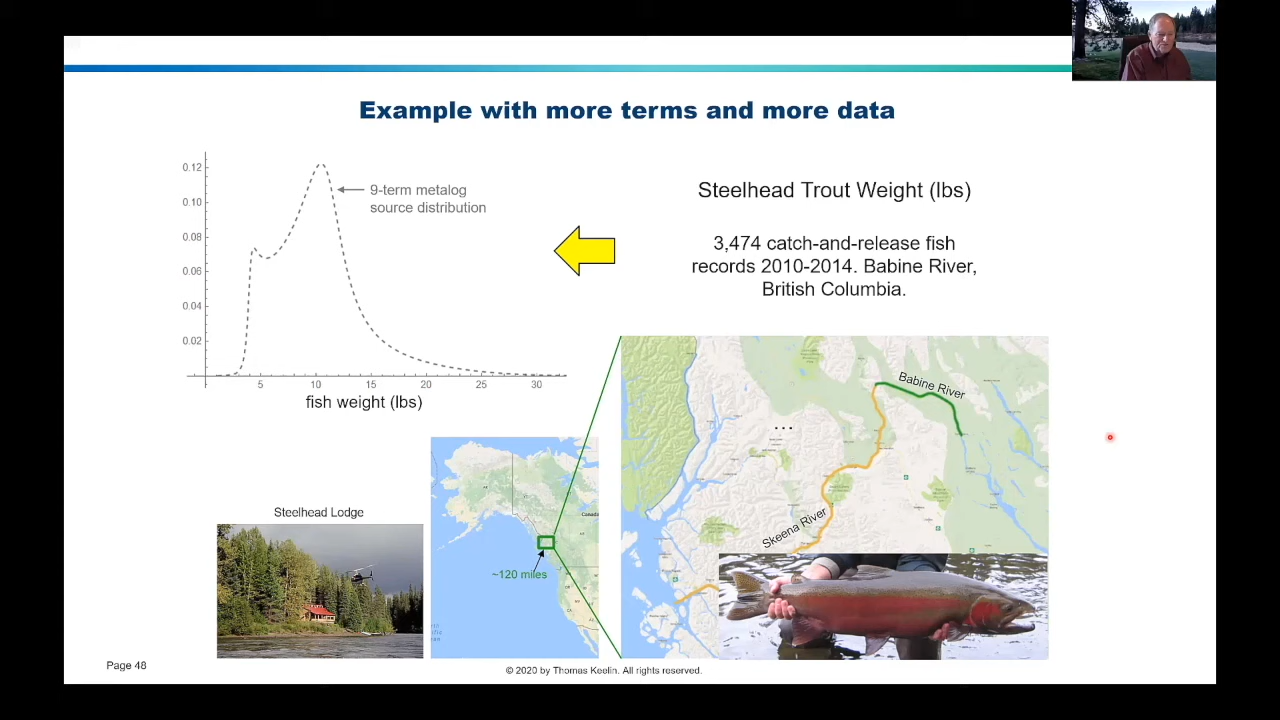 Example with more terms and more data
0.12
0.10
0.08
0.06
0.04
0.02
5
10
15
20
25
30
9-term metalog
source distribution
fish weight (lbs)
Steelhead Trout Weight (lbs)
3,474 catch-and-release fish
records 2010-2014. Babine River,
British Columbia.
Babine River
Skeena River
Canada
~120 miles
Steelhead Lodge
Page 48
© 2020 by Thomas Keelin. All rights reserved.